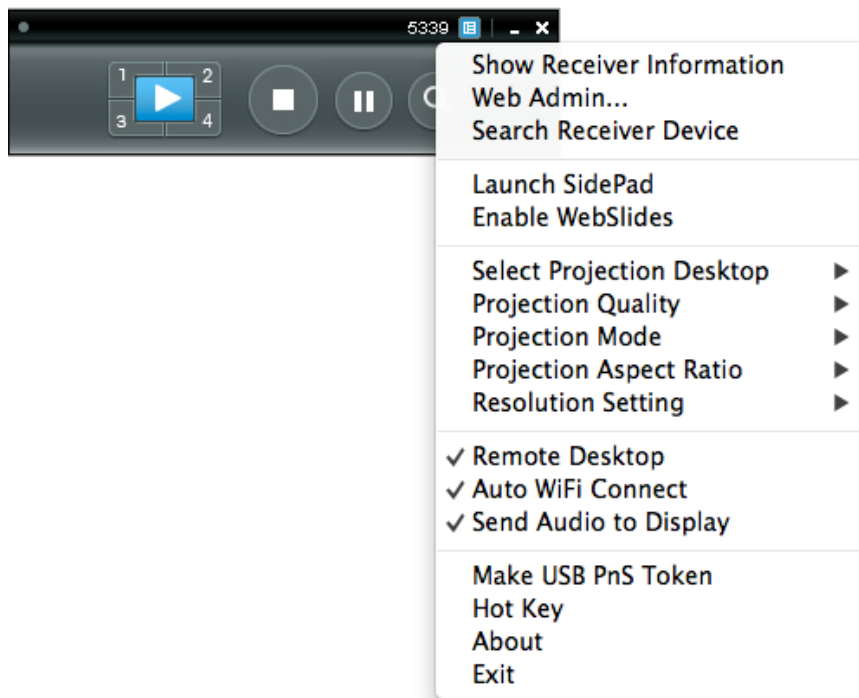 5339
1 2
3 4
Show Receiver Information
Web Admin...
Search Receiver Device
Launch SidePad
Enable WebSlides
Select Projection Desktop
Projection Quality
Projection Mode
Projection Aspect Ratio
Resolution Setting
Remote Desktop
Auto WiFi Connect
Send Audio to Display
Make USB PnS Token
Hot Key
About
Exit